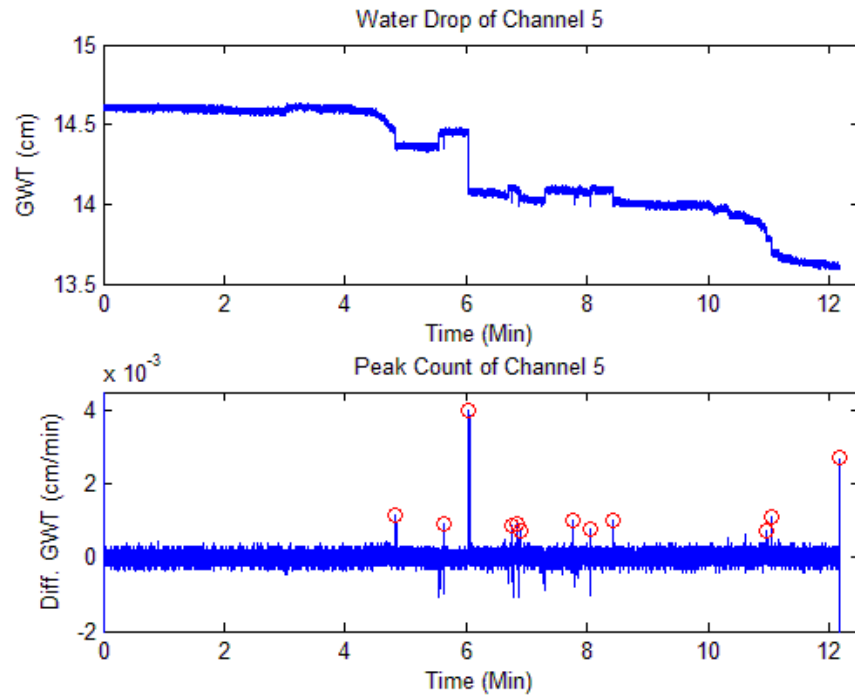 Water Drop of Channel 5
15
14.5
14
13.5
GWT (cm)
0 2 4 6 8 10 12
Time (Min)
x 10^-3
Peak Count of Channel 5
4
2
0
-2
Diff. GWT (cm/min)
0 2 4 6 8 10 12
Time (Min)